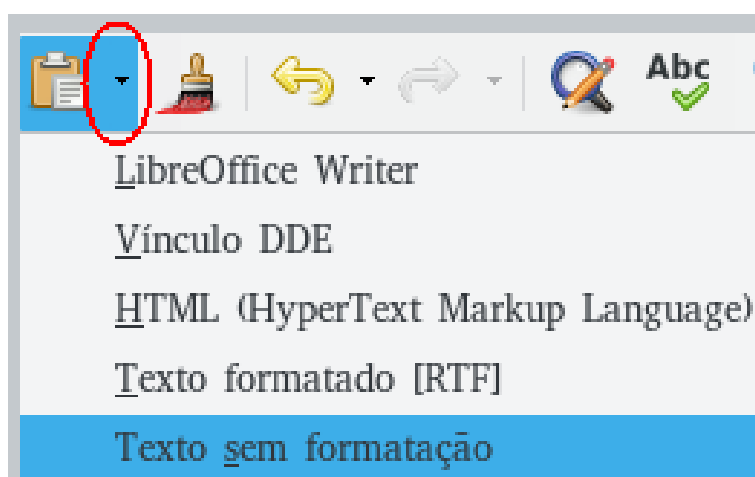 Abc
LibreOffice Writer
Vínculo DDE
HTML (HyperText Markup Language)
Texto formatado [RTF]
Texto sem formatação